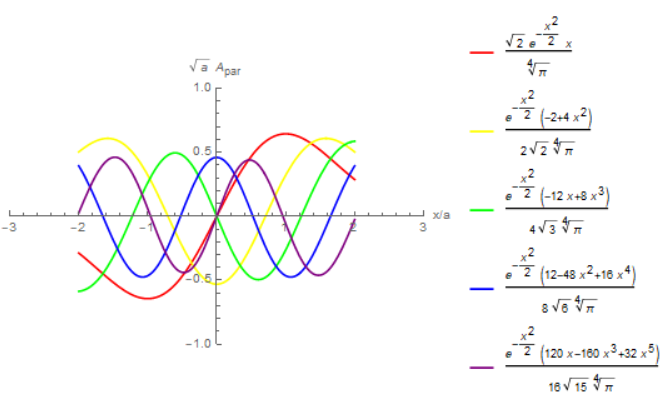 √a A_par
1.0
0.5
-3 -2 -1 1 2 3 x/a
-0.5
-1.0
√2 e^(-x²/2) x / ∜π
e^(-x²/2) (-2+4 x²) / 2√2 ∜π
e^(-x²/2) (-12 x+8 x³) / 4√3 ∜π
e^(-x²/2) (12-48 x²+16 x⁴) / 8√6 ∜π
e^(-x²/2) (120 x-160 x³+32 x⁵) / 16√15 ∜π